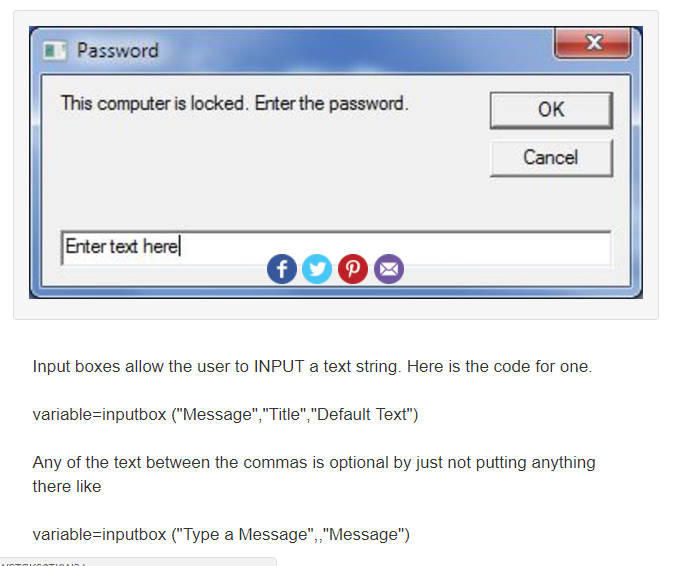 Password
This computer is locked. Enter the password.
OK
Cancel
Enter text here
Input boxes allow the user to INPUT a text string. Here is the code for one.
variable=inputbox ("Message","Title","Default Text")
Any of the text between the commas is optional by just not putting anything
there like
variable=inputbox ("Type a Message",,"Message")